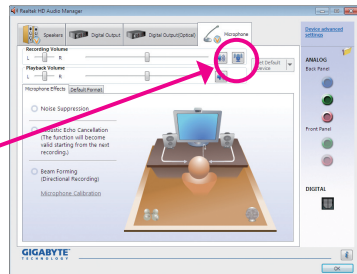 Realtek HD Audio Manager
Speakers
Digital Output
Digital Output(Optical)
Microphone
Device advanced
settings
Recording Volume
L
R
Set Default
Device
Playback Volume
L
R
ANALOG
Back Panel
Microphone Effects
Default Format
Noise Suppression
Acoustic Echo Cancellation
(The function will become
valid starting from the next
recording.)
Front Panel
Beam Forming
(Directional Recording)
Microphone Calibration
DIGITAL
GIGABYTE
TECHNOLOGY
i
OK